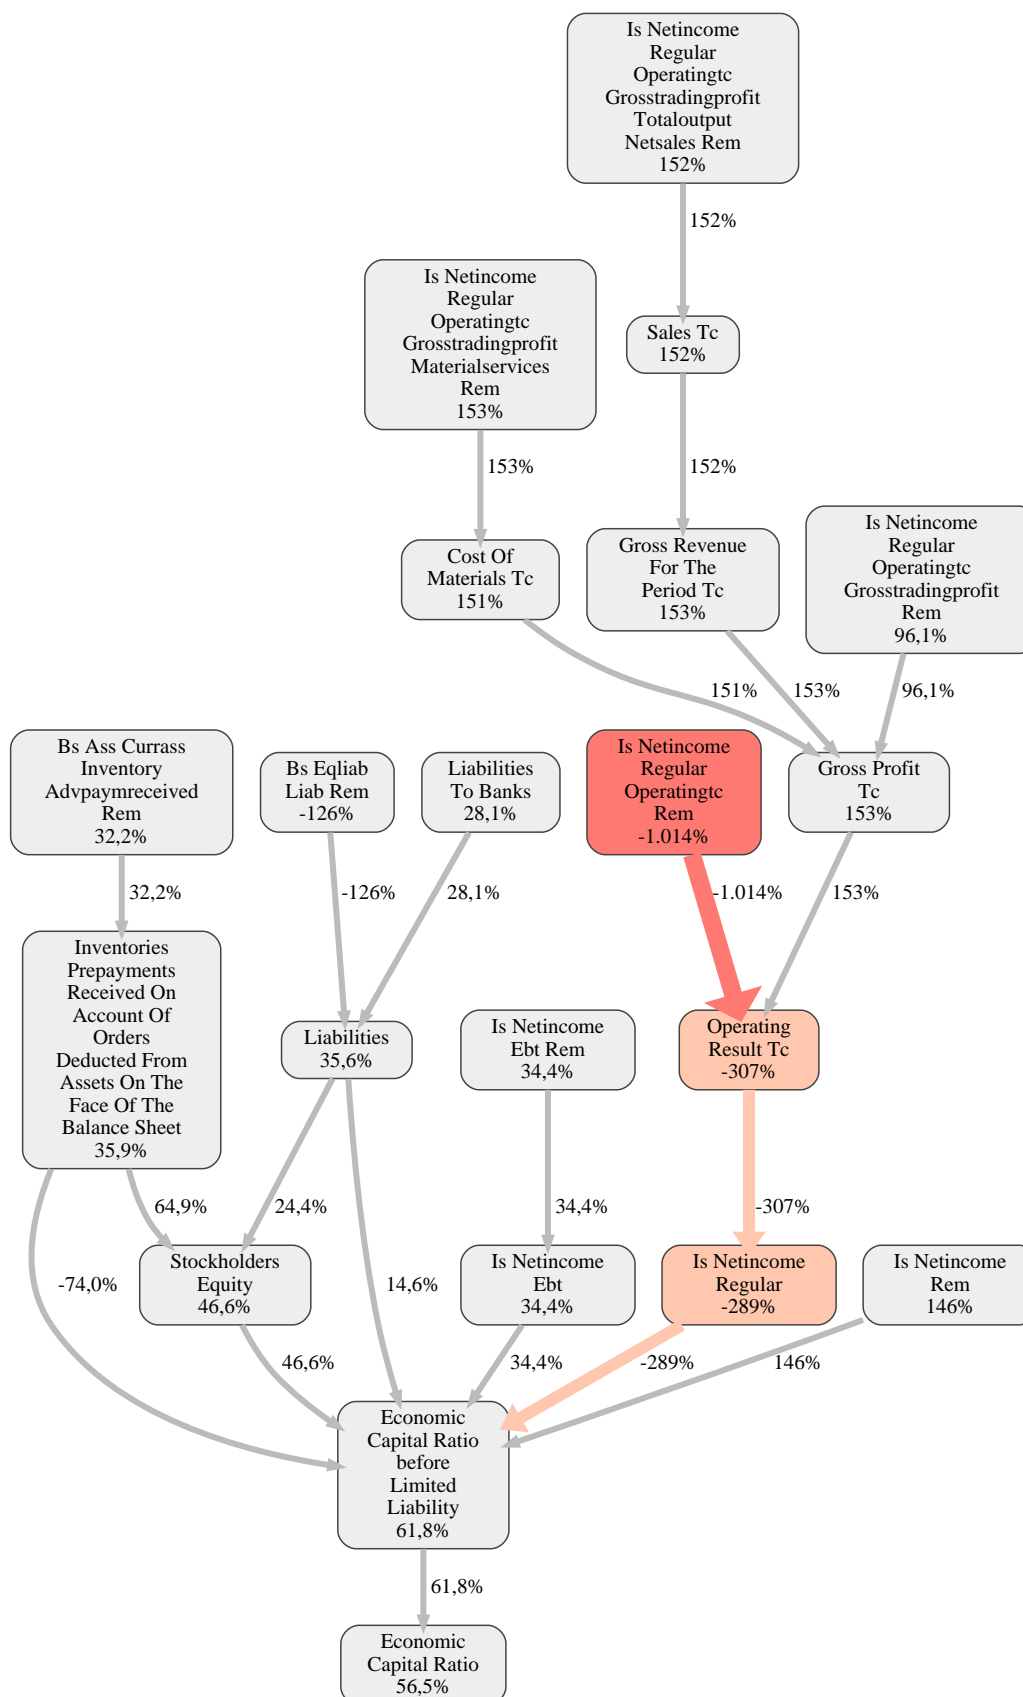 Is Netincome
Regular
Operatingtc
Grosstradingprofit
Totaloutput
Netsales Rem
152%
152%
Is Netincome
Regular
Operatingtc
Grosstradingprofit
Materialservices
Rem
153%
Sales Tc
152%
153%
152%
Is Netincome
Regular
Operatingtc
Grosstradingprofit
Rem
96,1%
Cost Of
Materials Tc
151%
Gross Revenue
For The
Period Tc
153%
151%
153%
96,1%
Bs Ass Currass
Inventory
Advpaymreceived
Rem
32,2%
Bs Eqliab
Liab Rem
-126%
Liabilities
To Banks
28,1%
Is Netincome
Regular
Operatingtc
Rem
-1.014%
Gross Profit
Tc
153%
32,2%
-126%
28,1%
-1.014%
153%
Inventories
Prepayments
Received On
Account Of
Orders
Deducted From
Assets On The
Face Of The
Balance Sheet
35,9%
Liabilities
35,6%
Is Netincome
Ebt Rem
34,4%
Operating
Result Tc
-307%
64,9%
24,4%
34,4%
-307%
-74,0%
Stockholders
Equity
46,6%
14,6%
Is Netincome
Ebt
34,4%
Is Netincome
Regular
-289%
Is Netincome
Rem
146%
46,6%
34,4%
-289%
146%
Economic
Capital Ratio
before
Limited
Liability
61,8%
61,8%
Economic
Capital Ratio
56,5%